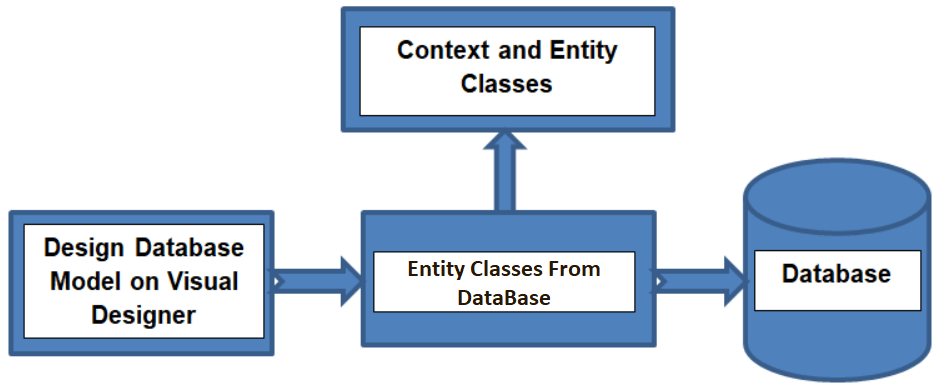 Context and Entity
Classes
Design Database
Model on Visual
Designer
Entity Classes From
DataBase
Database